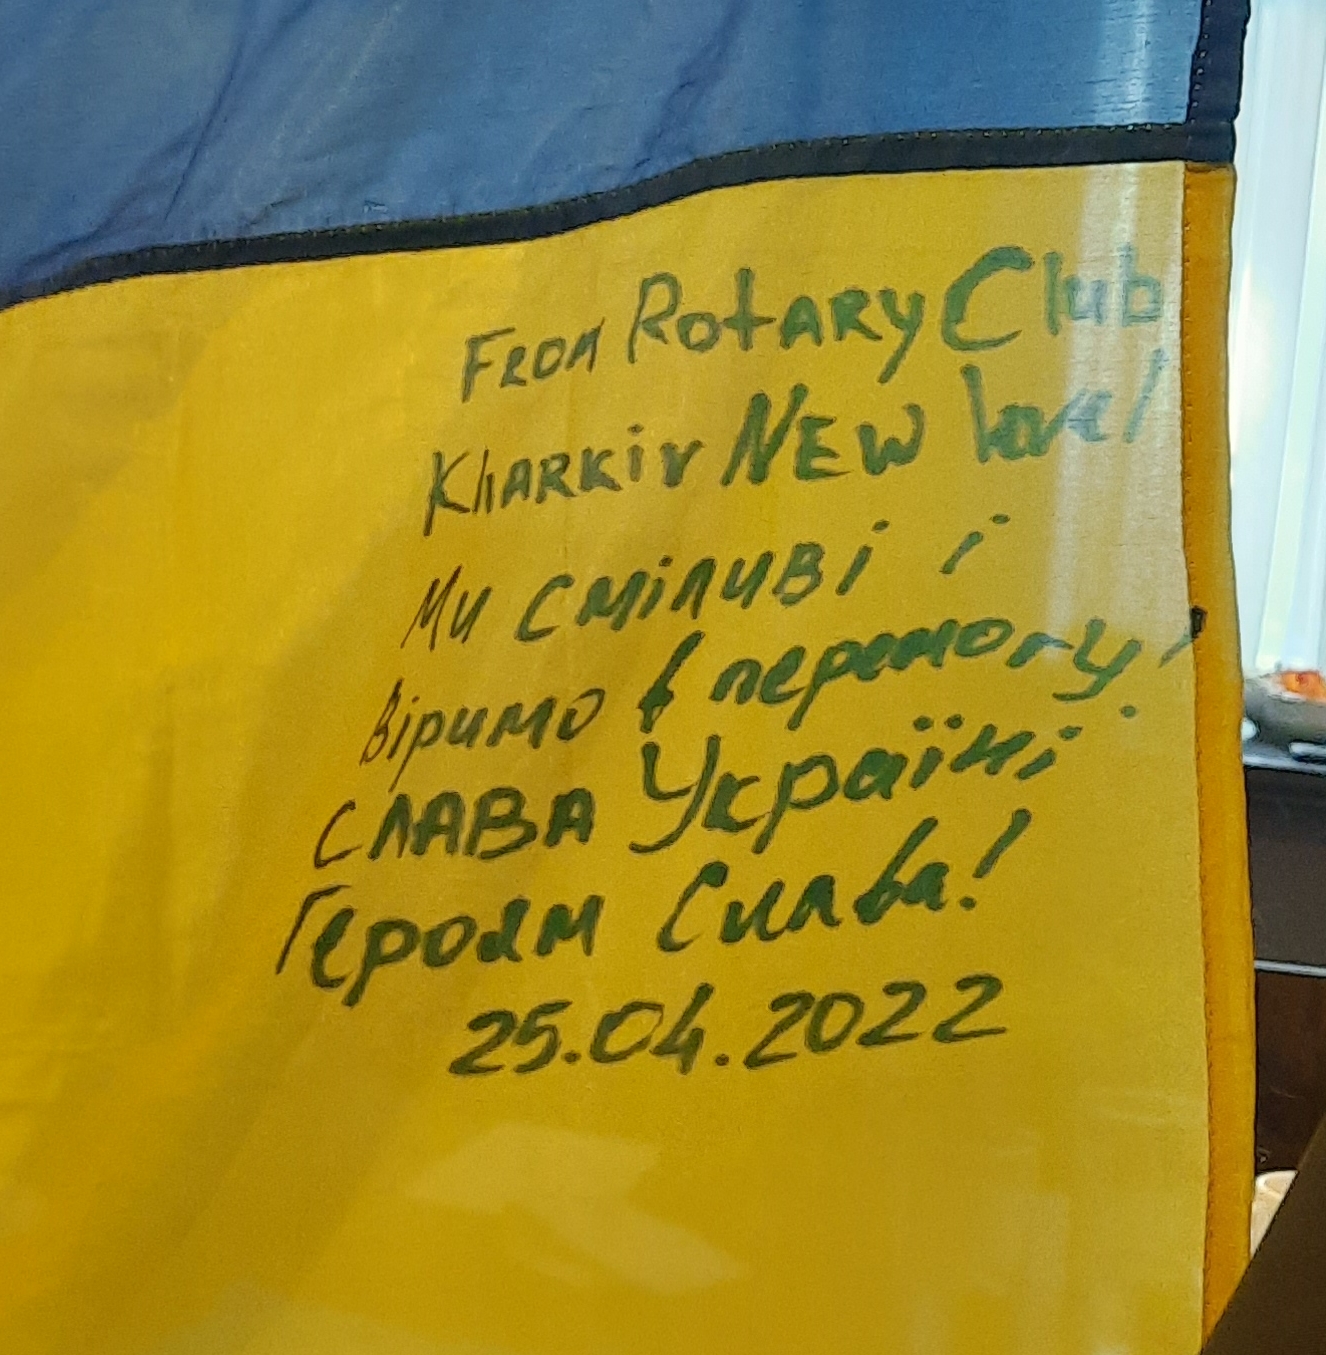 From Rotary Club
Kharkiv NEW level
Ми сміливі і
віримо в перемогу!
СЛАВА Україні
Героям Слава!
25.04.2022